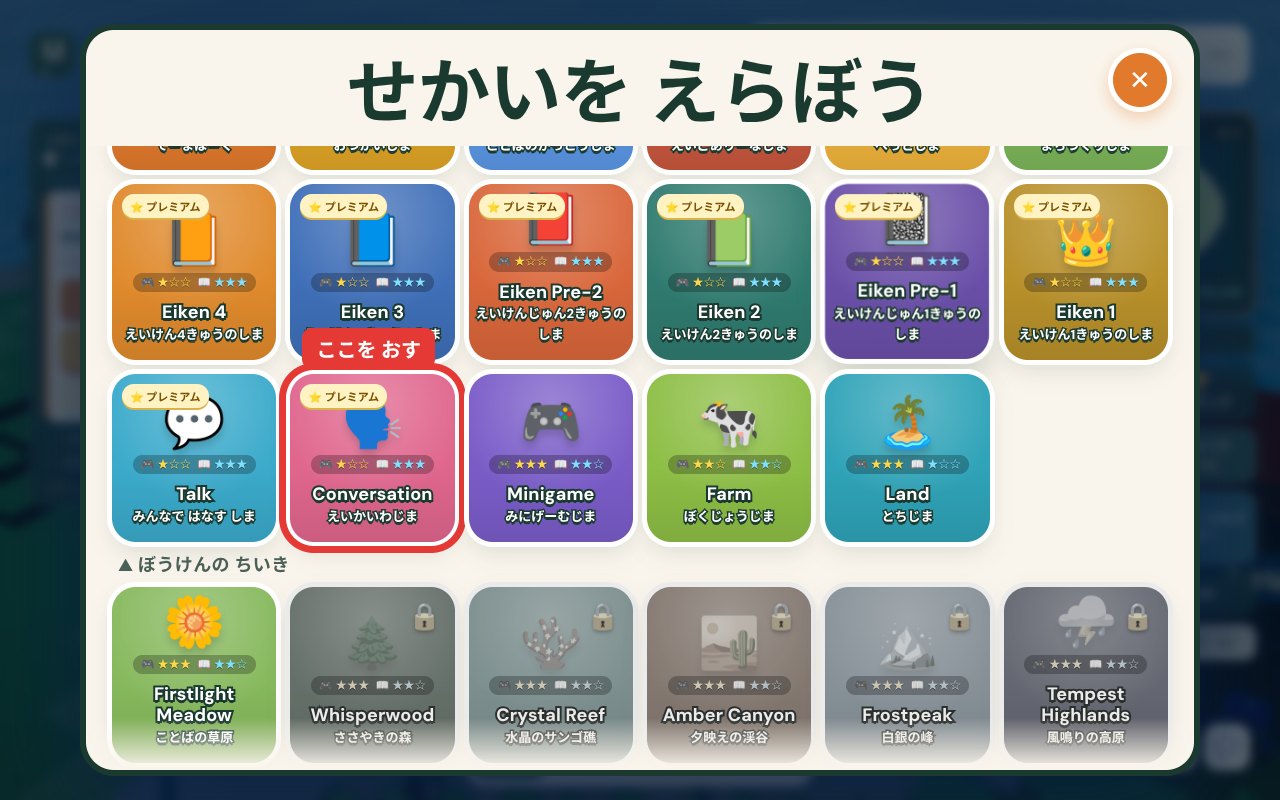 せかいを えらぼう
×
プレミアム
プレミアム
プレミアム
プレミアム
プレミアム
プレミアム
Eiken 4
えいけん4きゅうのしま
Eiken 3
Eiken Pre-2
えいけんじゅん2きゅうの
しま
Eiken 2
えいけん2きゅうのしま
Eiken Pre-1
えいけんじゅん1きゅうの
しま
Eiken 1
えいけん1きゅうのしま
ここを おす
プレミアム
プレミアム
Talk
みんなで はなす しま
Conversation
えいかいわじま
Minigame
みにげーむじま
Farm
ぼくじょうじま
Land
とちじま
▲ ぼうけんの ちいき
Firstlight
Meadow
ことばの草原
Whisperwood
ささやきの森
Crystal Reef
水晶のサンゴ礁
Amber Canyon
夕映えの渓谷
Frostpeak
白銀の峰
Tempest
Highlands
風鳴りの高原